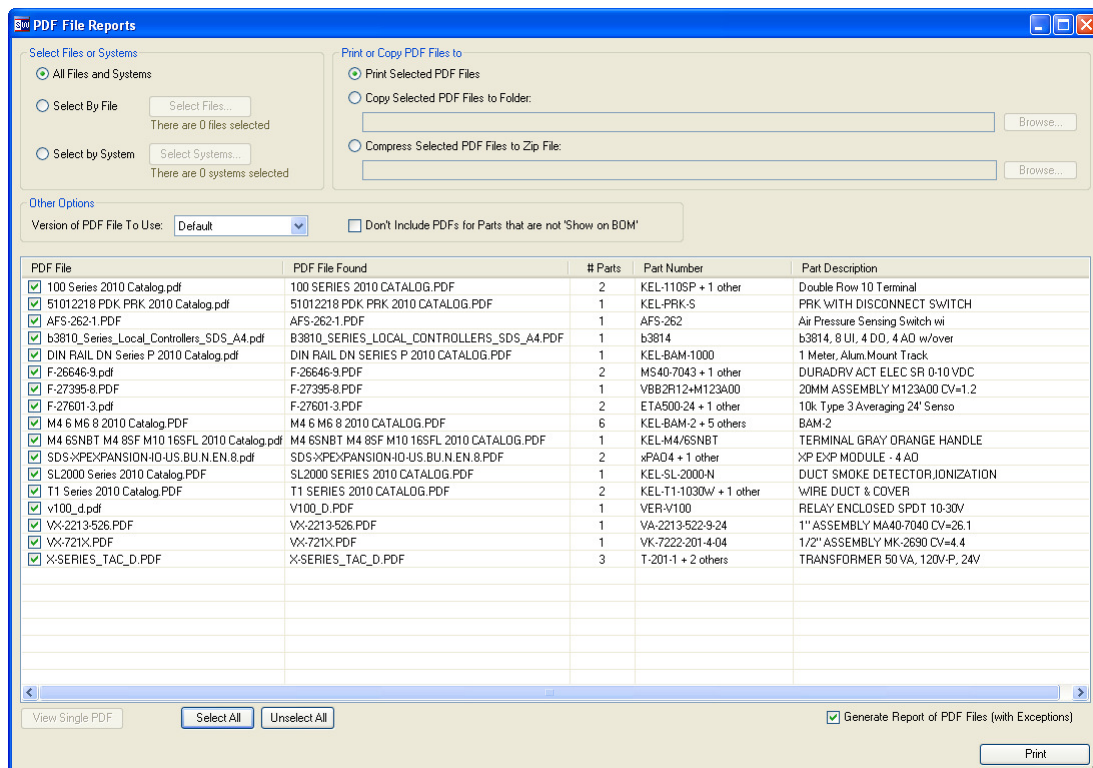 SW PDF File Reports
Select Files or Systems
All Files and Systems
Select By File Select Files...
There are 0 files selected
Select by System Select Systems...
There are 0 systems selected
Print or Copy PDF Files to
Print Selected PDF Files
Copy Selected PDF Files to Folder:
Browse...
Compress Selected PDF Files to Zip File:
Browse...
Other Options
Version of PDF File To Use: Default Don't Include PDFs for Parts that are not 'Show on BOM'
PDF File PDF File Found # Parts Part Number Part Description
100 Series 2010 Catalog.pdf 100 SERIES 2010 CATALOG.PDF 2 KEL-110SP + 1 other Double Row 10 Terminal
51012218 PDK PRK 2010 Catalog.pdf 51012218 PDK PRK 2010 CATALOG.PDF 1 KEL-PRK-S PRK WITH DISCONNECT SWITCH
AFS-262-1.PDF AFS-262-1.PDF 1 AFS-262 Air Pressure Sensing Switch wi
b3810_Series_Local_Controllers_SDS_A4.pdf B3810_SERIES_LOCAL_CONTROLLERS_SDS_A4.PDF 1 b3814 b3814, 8 UI, 4 DO, 4 AO w/over
DIN RAIL DN Series P 2010 Catalog.pdf DIN RAIL DN SERIES P 2010 CATALOG.PDF 1 KEL-BAM-1000 1 Meter, Alum.Mount Track
F-26646-9.pdf F-26646-9.PDF 2 MS40-7043 + 1 other DURADRV ACT ELEC SR 0-10 VDC
F-27395-8.PDF F-27395-8.PDF 1 VBB2R12+M123A00 20MM ASSEMBLY M123A00 CV=1.2
F-27601-3.pdf F-27601-3.PDF 2 ETA500-24 + 1 other 10k Type 3 Averaging 24' Senso
M4 6 M6 8 2010 Catalog.PDF M4 6 M6 8 2010 CATALOG.PDF 6 KEL-BAM-2 + 5 others BAM-2
M4 6SNBT M4 8SF M10 16SFL 2010 Catalog.pdf M4 6SNBT M4 8SF M10 16SFL 2010 CATALOG.PDF 1 KEL-M4/6SNBT TERMINAL GRAY ORANGE HANDLE
SDS-XPEXPANSION-IO-US.BU.N.EN.8.pdf SDS-XPEXPANSION-IO-US.BU.N.EN.8.PDF 2 xPAO4 + 1 other XP EXP MODULE - 4 AO
SL2000 Series 2010 Catalog.PDF SL2000 SERIES 2010 CATALOG.PDF 1 KEL-SL-2000-N DUCT SMOKE DETECTOR,IONIZATION
T1 Series 2010 Catalog.PDF T1 SERIES 2010 CATALOG.PDF 2 KEL-T1-1030W + 1 other WIRE DUCT & COVER
v100_d.pdf V100_D.PDF 1 VER-V100 RELAY ENCLOSED SPDT 10-30V
VX-2213-526.PDF VX-2213-526.PDF 1 VA-2213-522-9-24 1" ASSEMBLY MA40-7040 CV=26.1
VX-721X.PDF VX-721X.PDF 1 VK-7222-201-4-04 1/2" ASSEMBLY MK-2690 CV=4.4
X-SERIES_TAC_D.PDF X-SERIES_TAC_D.PDF 3 T-201-1 + 2 others TRANSFORMER 50 VA, 120V-P, 24V
View Single PDF Select All Unselect All Generate Report of PDF Files (with Exceptions)
Print